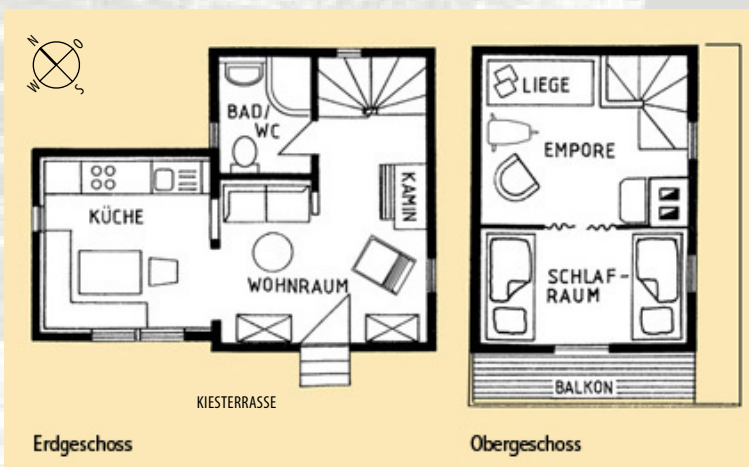 N
O
W
S
BAD/
WC
KÜCHE
KAMIN
WOHNRAUM
KIESTERRASSE
Erdgeschoss
LIEGE
EMPORE
SCHLAF-
RAUM
BALKON
Obergeschoss